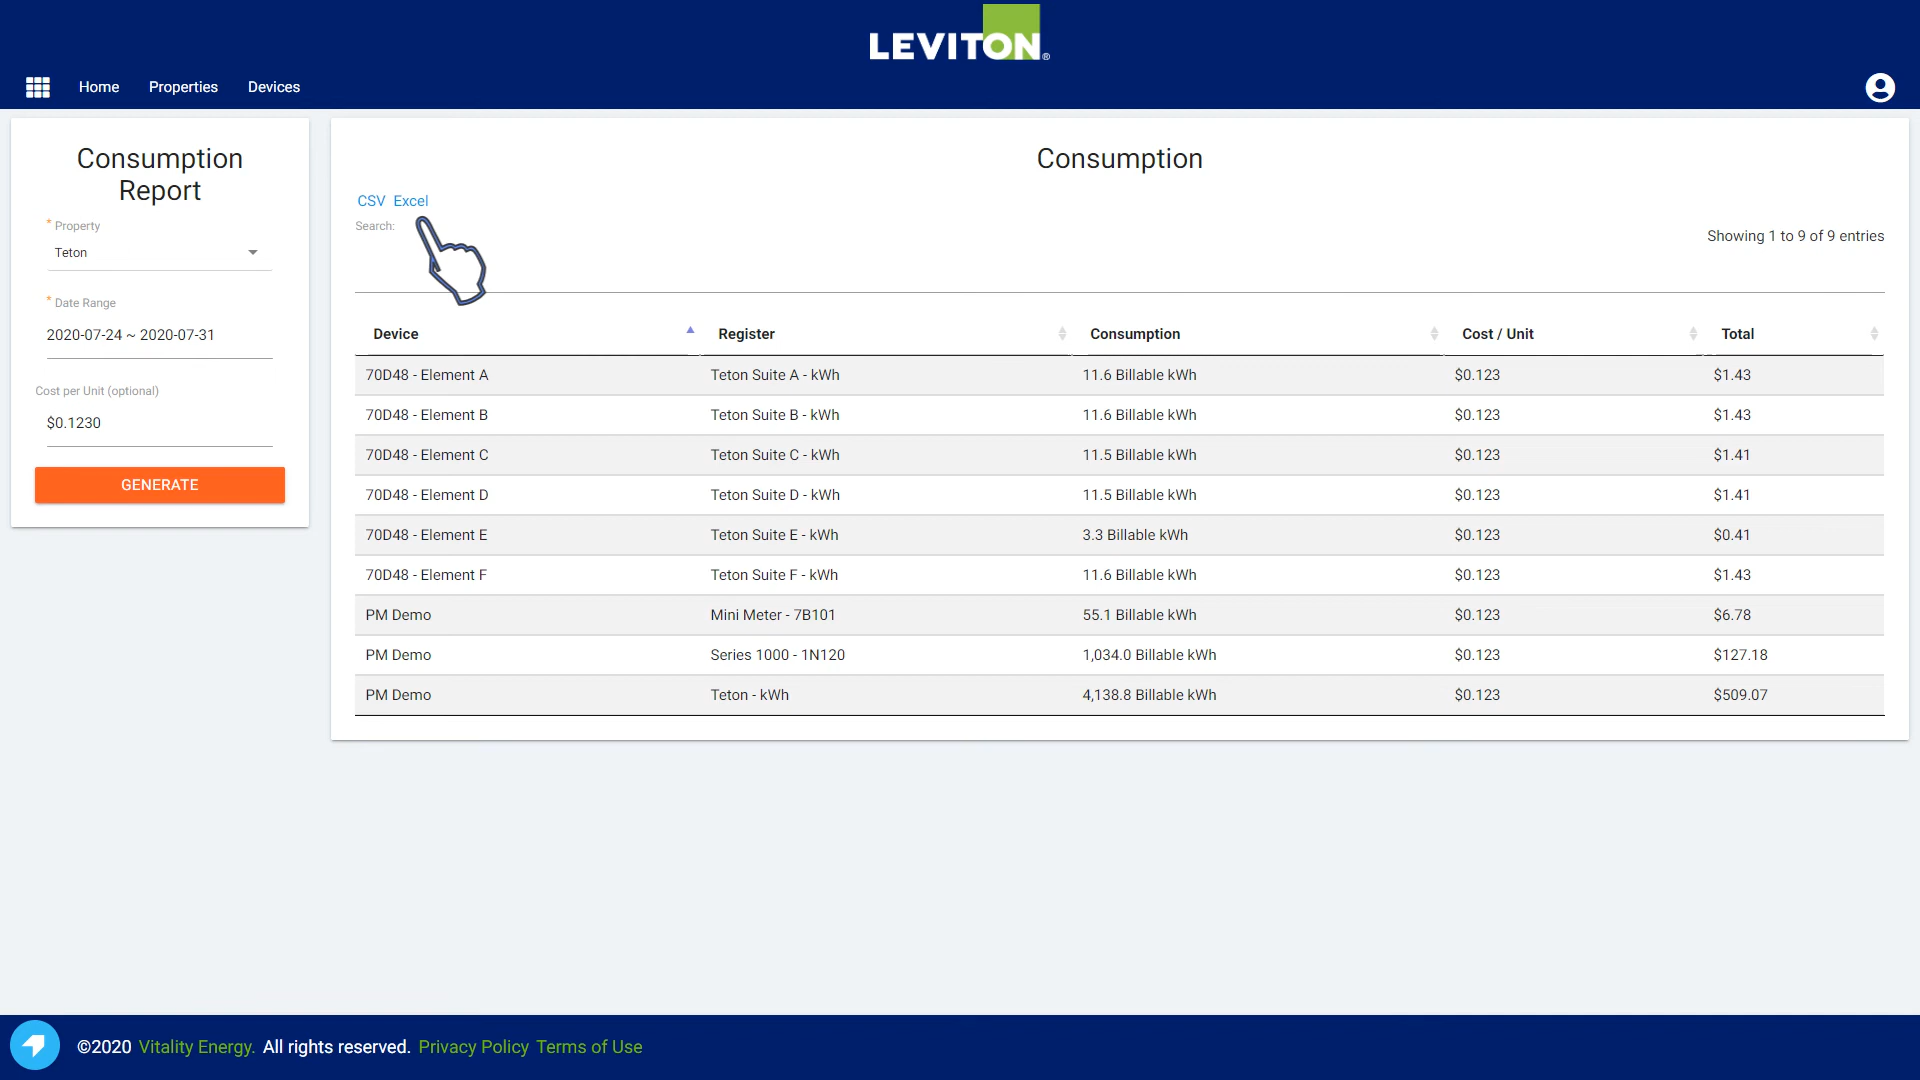 LEVITON®
Home Properties Devices
Consumption
Report
* Property
Teton
* Date Range
2020-07-24 ~ 2020-07-31
Cost per Unit (optional)
$0.1230
GENERATE
Consumption
CSV Excel
Search:
Showing 1 to 9 of 9 entries
Device Register Consumption Cost / Unit Total
70D48 - Element A Teton Suite A - kWh 11.6 Billable kWh $0.123 $1.43
70D48 - Element B Teton Suite B - kWh 11.6 Billable kWh $0.123 $1.43
70D48 - Element C Teton Suite C - kWh 11.5 Billable kWh $0.123 $1.41
70D48 - Element D Teton Suite D - kWh 11.5 Billable kWh $0.123 $1.41
70D48 - Element E Teton Suite E - kWh 3.3 Billable kWh $0.123 $0.41
70D48 - Element F Teton Suite F - kWh 11.6 Billable kWh $0.123 $1.43
PM Demo Mini Meter - 7B101 55.1 Billable kWh $0.123 $6.78
PM Demo Series 1000 - 1N120 1,034.0 Billable kWh $0.123 $127.18
PM Demo Teton - kWh 4,138.8 Billable kWh $0.123 $509.07
©2020 Vitality Energy. All rights reserved. Privacy Policy Terms of Use